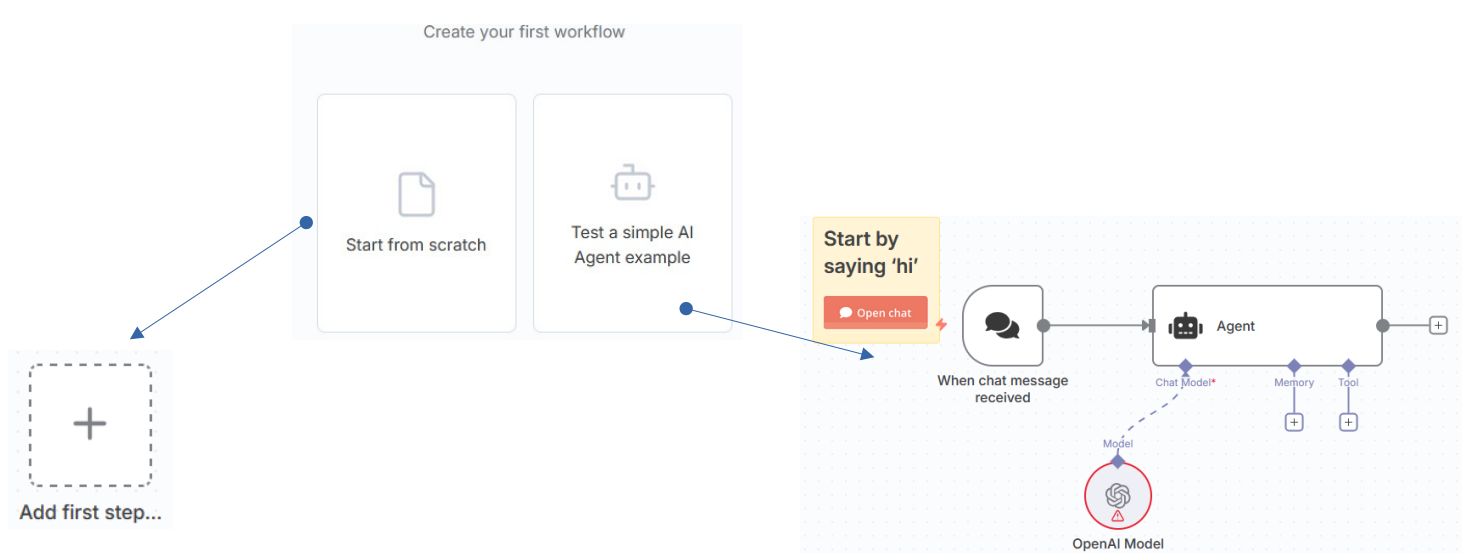 Create your first workflow
Start from scratch
Test a simple AI
Agent example
Add first step...
Start by
saying ‘hi’
Open chat
When chat message
received
Agent
Chat Model*
Memory
Tool
Model
OpenAI Model